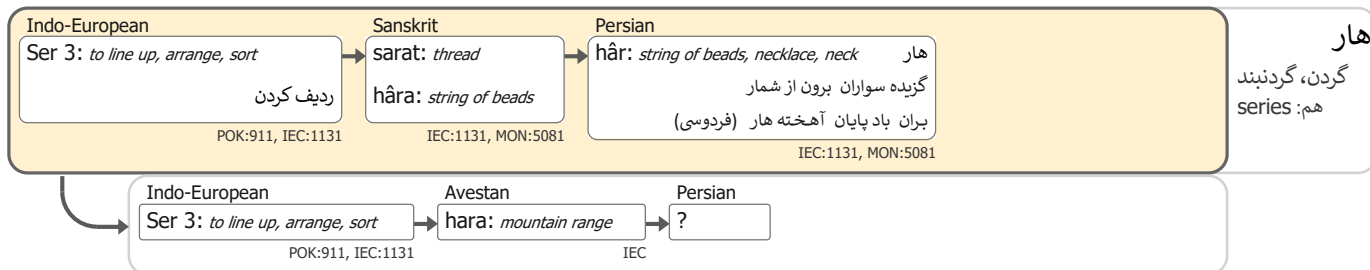 Indo-European
Sanskrit
Persian
Ser 3: to line up, arrange, sort
ردیف کردن
POK:911, IEC:1131
sarat: thread
hâra: string of beads
IEC:1131, MON:5081
hâr: string of beads, necklace, neck هار
گزیده سواران برون از شمار
بران باد پایان آهخته هار (فردوسی)
IEC:1131, MON:5081
هار
گردن، گردنبند
هم: series
Indo-European
Avestan
Persian
Ser 3: to line up, arrange, sort
hara: mountain range
?
POK:911, IEC:1131
IEC